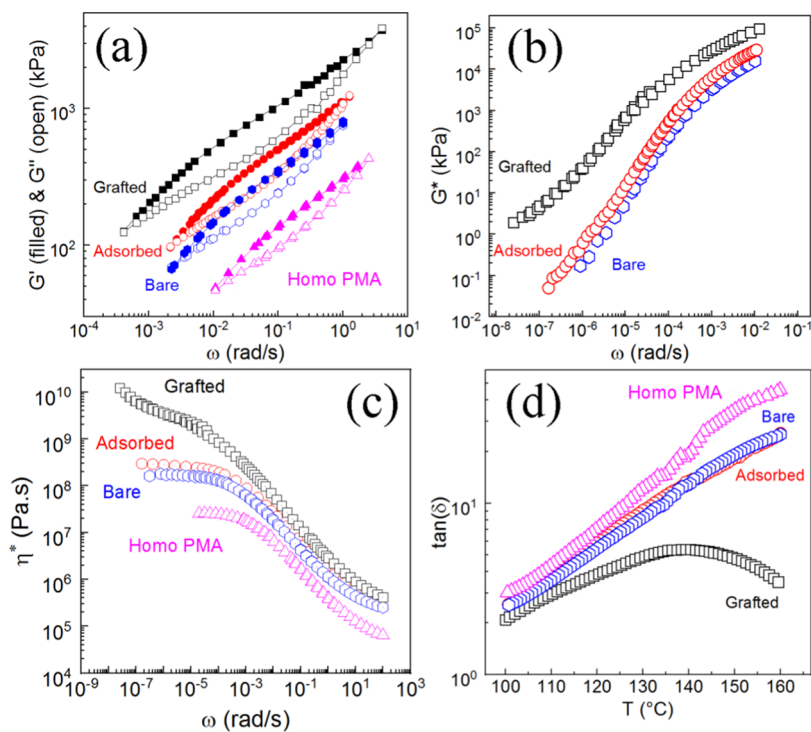 (a)
G' (filled) & G'' (open) (kPa)
10³
10²
Grafted
Adsorbed
Bare
Homo PMA
10⁻⁴ 10⁻³ 10⁻² 10⁻¹ 10⁰ 10¹
ω (rad/s)
(b)
G* (kPa)
10⁵
10⁴
10³
10²
10¹
10⁰
10⁻¹
10⁻²
Grafted
Adsorbed
Bare
10⁻⁸ 10⁻⁷ 10⁻⁶ 10⁻⁵ 10⁻⁴ 10⁻³ 10⁻² 10⁻¹
ω (rad/s)
(c)
η* (Pa.s)
10¹⁰
10⁹
10⁸
10⁷
10⁶
10⁵
10⁴
Grafted
Adsorbed
Bare
Homo PMA
10⁻⁹ 10⁻⁷ 10⁻⁵ 10⁻³ 10⁻¹ 10¹ 10³
ω (rad/s)
(d)
tan(δ)
10¹
10⁰
Homo PMA
Bare
Adsorbed
Grafted
100 110 120 130 140 150 160
T (°C)